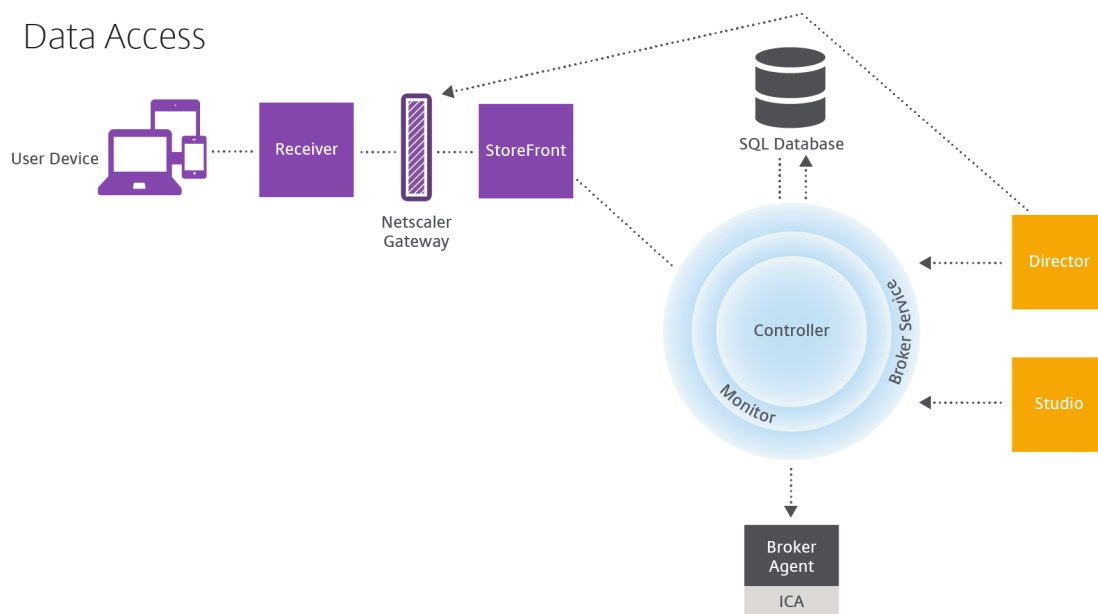 Data Access
User Device
Receiver
Netscaler
Gateway
StoreFront
SQL Database
Controller
Monitor
Broker Service
Director
Studio
Broker
Agent
ICA